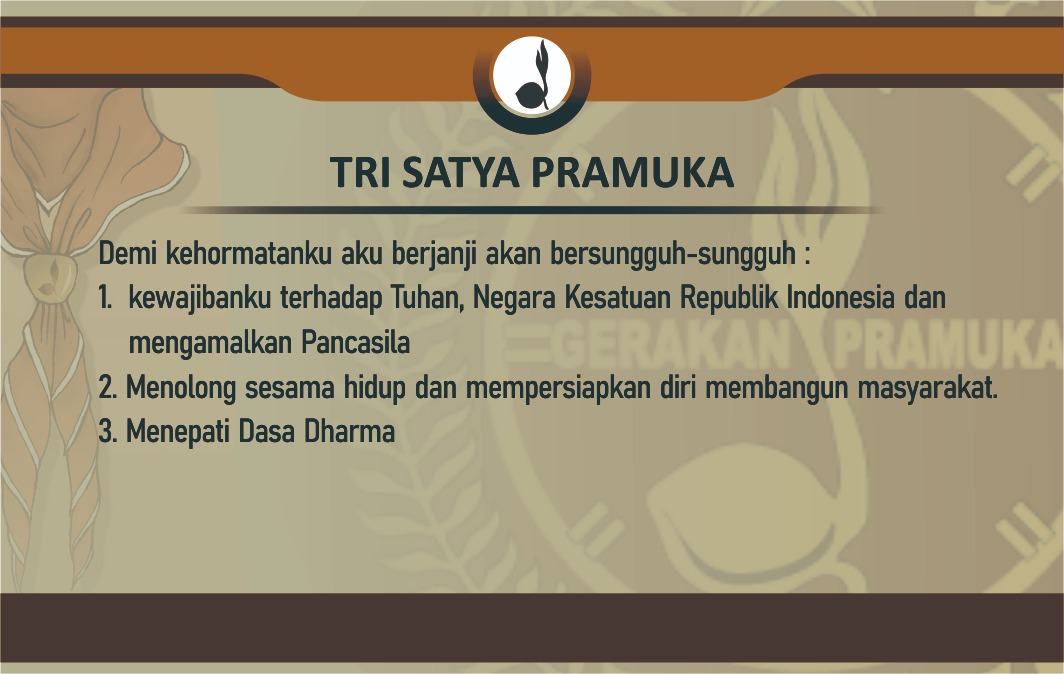 TRI SATYA PRAMUKA
Demi kehormatanku aku berjanji akan bersungguh-sungguh :
1. kewajibanku terhadap Tuhan, Negara Kesatuan Republik Indonesia dan
mengamalkan Pancasila
GERAKAN PRAMUKA
2. Menolong sesama hidup dan mempersiapkan diri membangun masyarakat.
3. Menepati Dasa Dharma